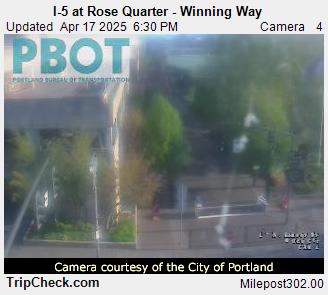 I-5 at Rose Quarter - Winning Way
Updated Apr 17 2025 6:30 PM Camera 4
PBOT
PORTLAND BUREAU OF TRANSPORTATION
Camera courtesy of the City of Portland
TripCheck.com Milepost302.00